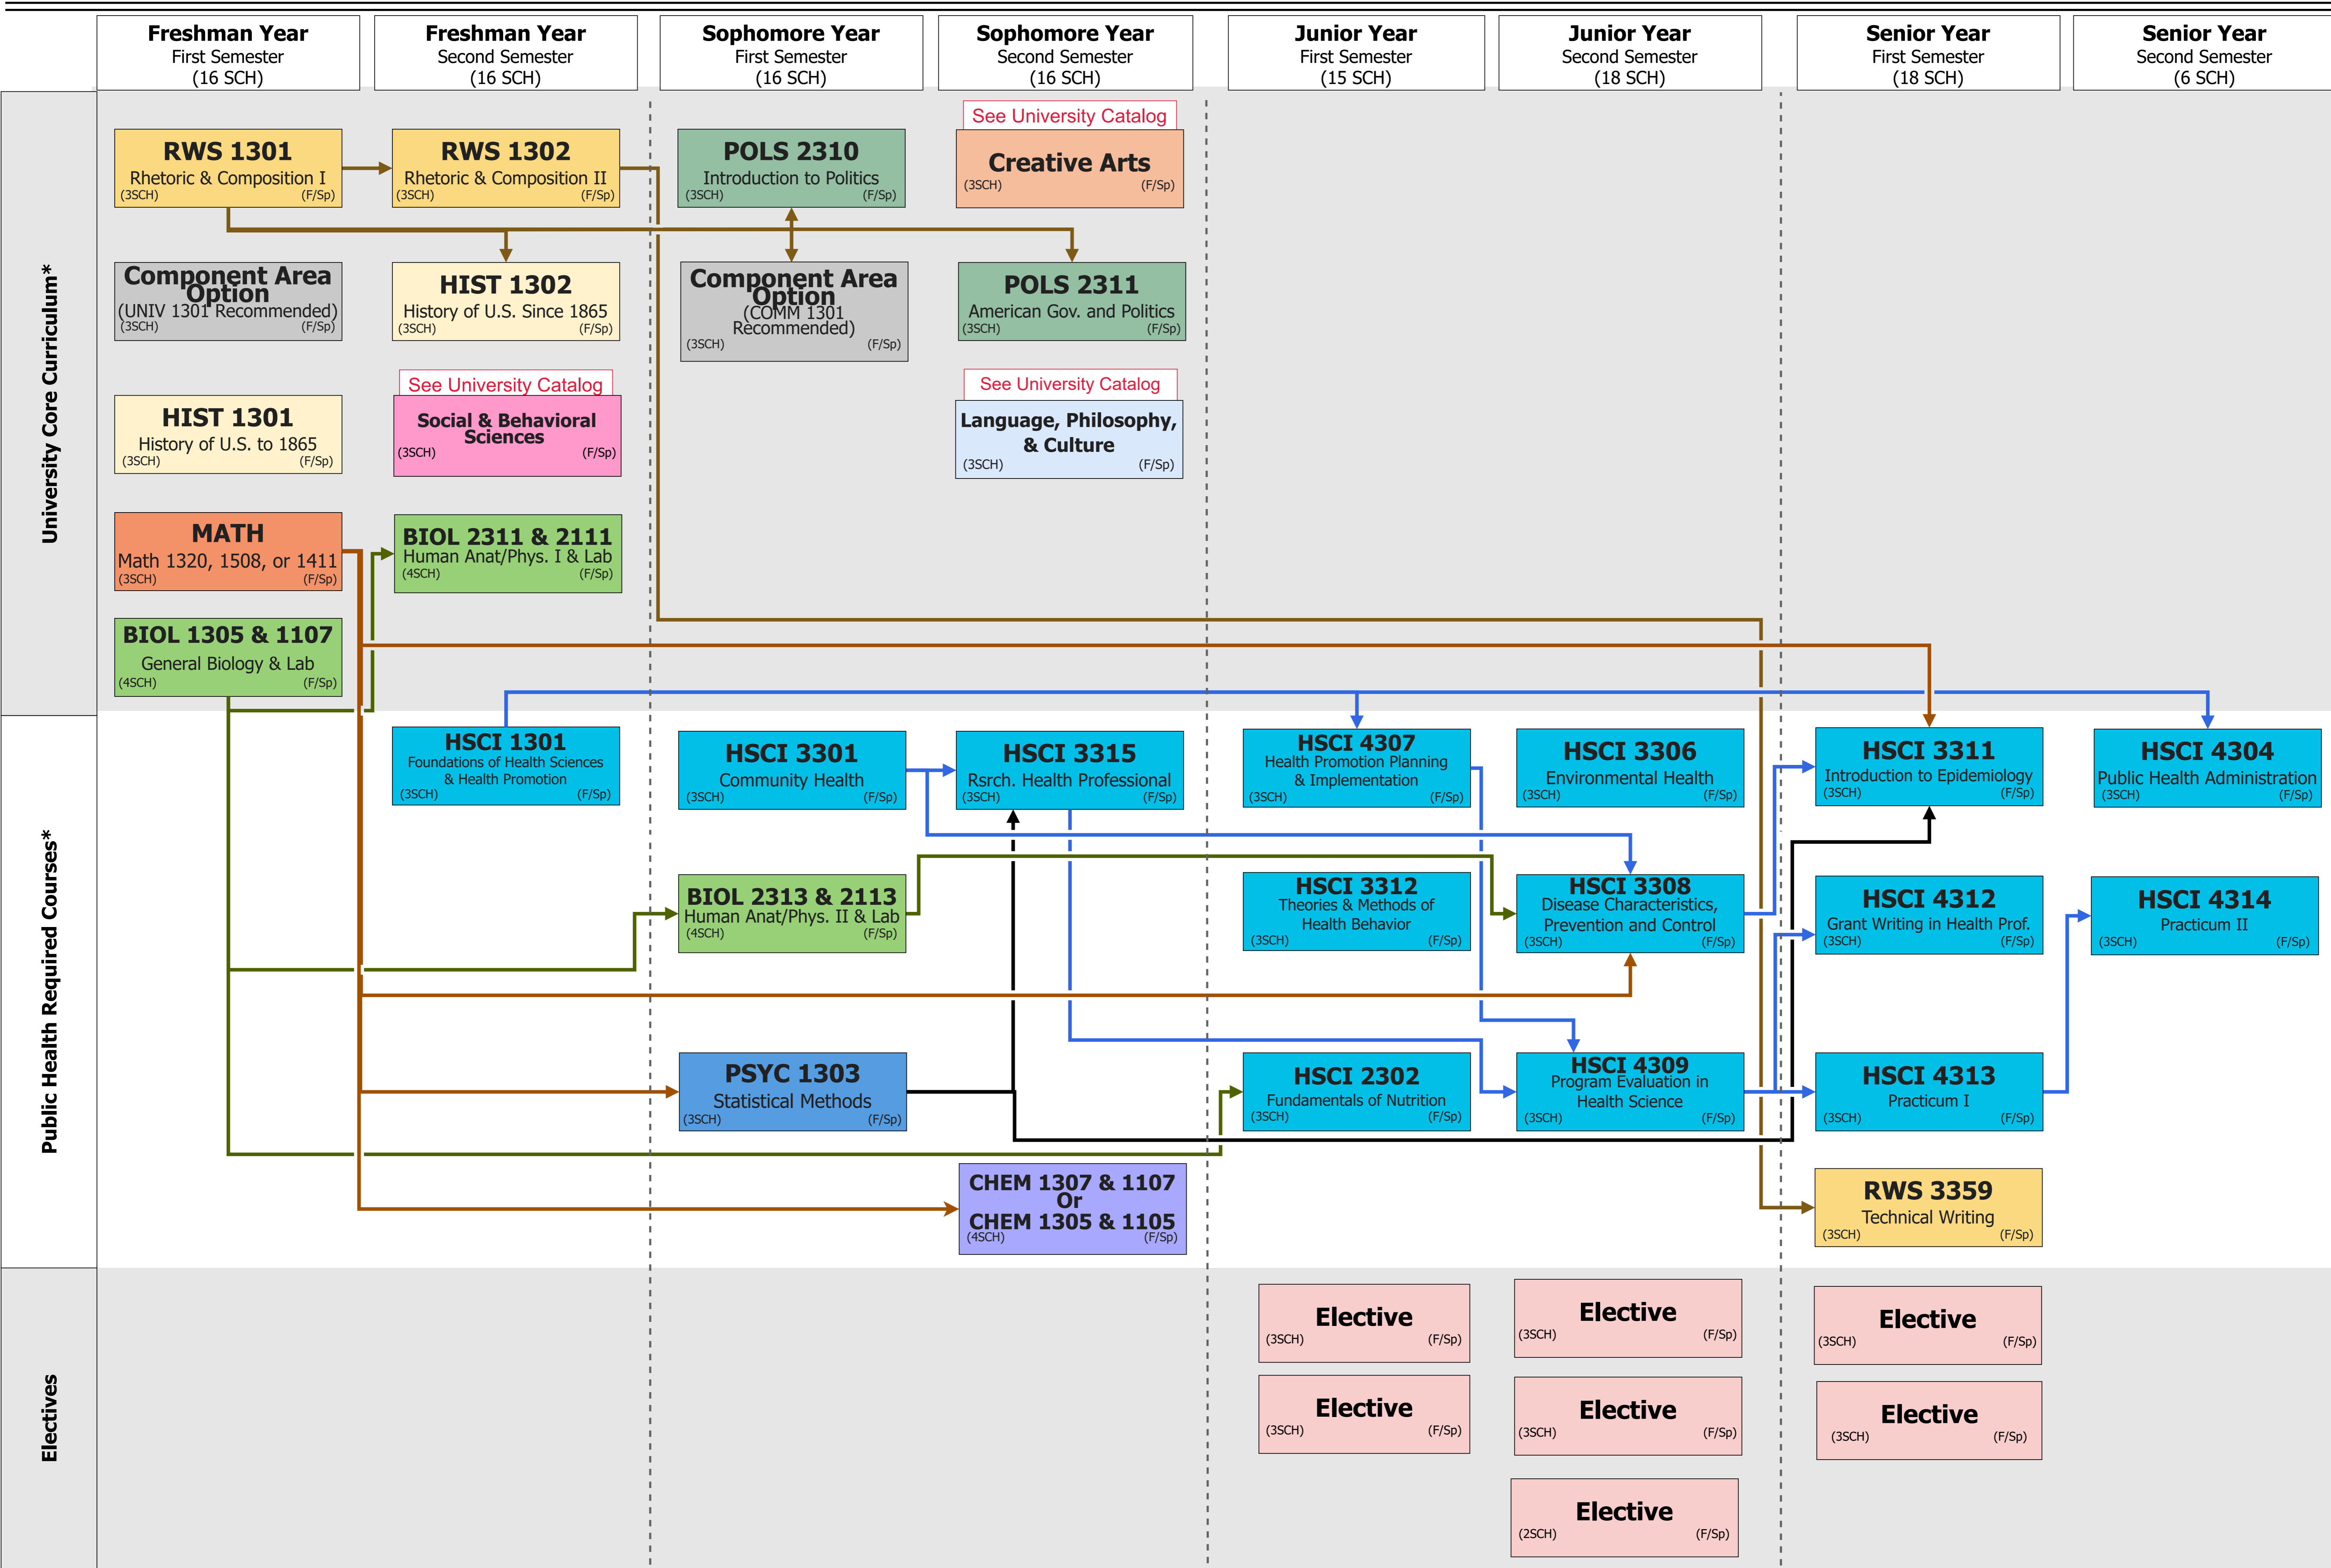 Freshman Year
First Semester
(16 SCH)
Freshman Year
Second Semester
(16 SCH)
Sophomore Year
First Semester
(16 SCH)
Sophomore Year
Second Semester
(16 SCH)
Junior Year
First Semester
(15 SCH)
Junior Year
Second Semester
(18 SCH)
Senior Year
First Semester
(18 SCH)
Senior Year
Second Semester
(6 SCH)
University Core Curriculum*
RWS 1301
Rhetoric & Composition I
(3SCH) (F/Sp)
RWS 1302
Rhetoric & Composition II
(3SCH) (F/Sp)
POLS 2310
Introduction to Politics
(3SCH) (F/Sp)
See University Catalog
Creative Arts
(3SCH) (F/Sp)
Component Area
Option
(UNIV 1301 Recommended)
(3SCH) (F/Sp)
HIST 1302
History of U.S. Since 1865
(3SCH) (F/Sp)
Component Area
Option
(COMM 1301
Recommended)
(3SCH) (F/Sp)
POLS 2311
American Gov. and Politics
(3SCH) (F/Sp)
HIST 1301
History of U.S. to 1865
(3SCH) (F/Sp)
See University Catalog
Social & Behavioral
Sciences
(3SCH) (F/Sp)
See University Catalog
Language, Philosophy,
& Culture
(3SCH) (F/Sp)
MATH
Math 1320, 1508, or 1411
(3SCH) (F/Sp)
BIOL 2311 & 2111
Human Anat/Phys. I & Lab
(4SCH) (F/Sp)
BIOL 1305 & 1107
General Biology & Lab
(4SCH) (F/Sp)
Public Health Required Courses*
HSCI 1301
Foundations of Health Sciences
& Health Promotion
(3SCH) (F/Sp)
HSCI 3301
Community Health
(3SCH) (F/Sp)
HSCI 3315
Rsrch. Health Professional
(3SCH) (F/Sp)
HSCI 4307
Health Promotion Planning
& Implementation
(3SCH) (F/Sp)
HSCI 3306
Environmental Health
(3SCH) (F/Sp)
HSCI 3311
Introduction to Epidemiology
(3SCH) (F/Sp)
HSCI 4304
Public Health Administration
(3SCH) (F/Sp)
BIOL 2313 & 2113
Human Anat/Phys. II & Lab
(4SCH) (F/Sp)
HSCI 3312
Theories & Methods of
Health Behavior
(3SCH) (F/Sp)
HSCI 3308
Disease Characteristics,
Prevention and Control
(3SCH) (F/Sp)
HSCI 4312
Grant Writing in Health Prof.
(3SCH) (F/Sp)
HSCI 4314
Practicum II
(3SCH) (F/Sp)
PSYC 1303
Statistical Methods
(3SCH) (F/Sp)
HSCI 2302
Fundamentals of Nutrition
(3SCH) (F/Sp)
HSCI 4309
Program Evaluation in
Health Science
(3SCH) (F/Sp)
HSCI 4313
Practicum I
(3SCH) (F/Sp)
CHEM 1307 & 1107
Or
CHEM 1305 & 1105
(4SCH) (F/Sp)
RWS 3359
Technical Writing
(3SCH) (F/Sp)
Electives
Elective
(3SCH) (F/Sp)
Elective
(3SCH) (F/Sp)
Elective
(3SCH) (F/Sp)
Elective
(3SCH) (F/Sp)
Elective
(3SCH) (F/Sp)
Elective
(3SCH) (F/Sp)
Elective
(2SCH) (F/Sp)